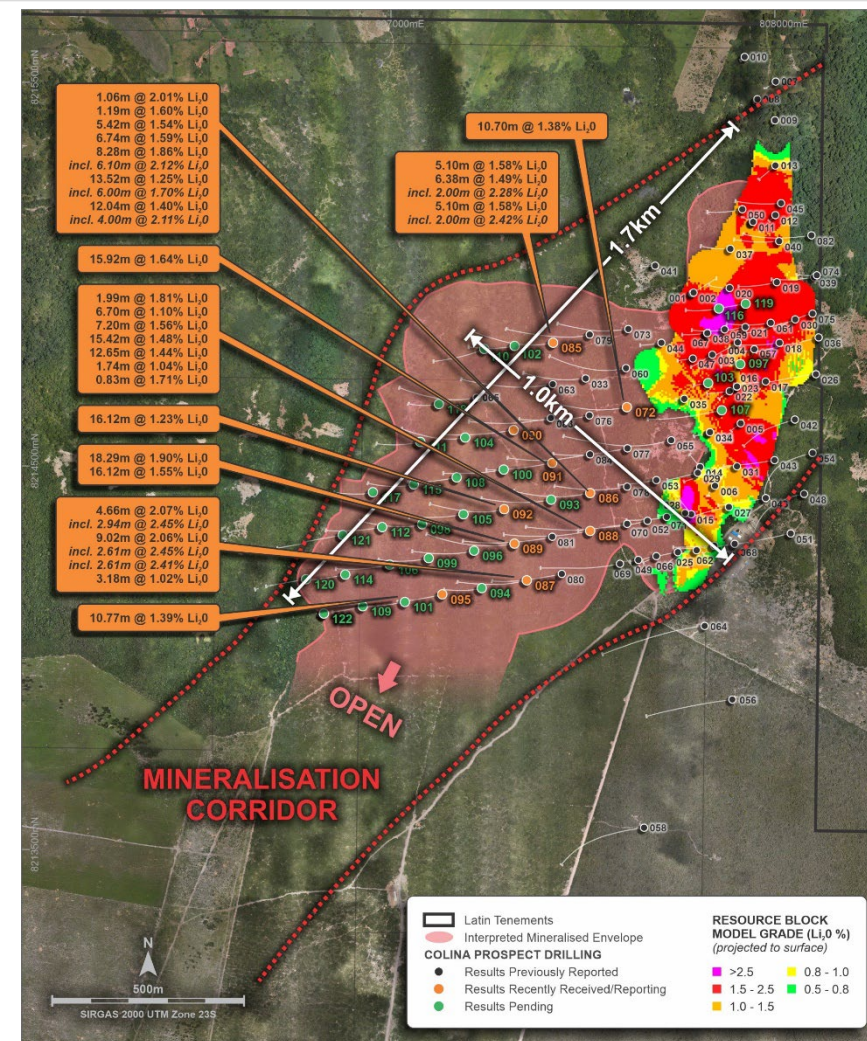 807000mE
808000mE
8215500mN
8214500mN
8213500mN
1.06m @ 2.01% Li₂0
1.19m @ 1.60% Li₂0
5.42m @ 1.54% Li₂0
6.74m @ 1.59% Li₂0
8.28m @ 1.86% Li₂0
incl. 6.10m @ 2.12% Li₂0
13.52m @ 1.25% Li₂0
incl. 6.00m @ 1.70% Li₂0
12.04m @ 1.40% Li₂0
incl. 4.00m @ 2.11% Li₂0
15.92m @ 1.64% Li₂0
1.99m @ 1.81% Li₂0
6.70m @ 1.10% Li₂0
7.20m @ 1.56% Li₂0
15.42m @ 1.48% Li₂0
12.65m @ 1.44% Li₂0
1.74m @ 1.04% Li₂0
0.83m @ 1.71% Li₂0
16.12m @ 1.23% Li₂0
18.29m @ 1.90% Li₂0
16.12m @ 1.55% Li₂0
4.66m @ 2.07% Li₂0
incl. 2.94m @ 2.45% Li₂0
9.02m @ 2.06% Li₂0
incl. 2.61m @ 2.45% Li₂0
incl. 2.61m @ 2.41% Li₂0
3.18m @ 1.02% Li₂0
10.77m @ 1.39% Li₂0
5.10m @ 1.58% Li₂0
6.38m @ 1.49% Li₂0
incl. 2.00m @ 2.28% Li₂0
5.10m @ 1.58% Li₂0
incl. 2.00m @ 2.42% Li₂0
10.70m @ 1.38% Li₂0
1.7km
1.0km
010
009
013
045
050
012
011
040
082
037
041
074
039
019
001
002
020
119
116
075
030
061
021
059
067
038
004
018
036
057
003
047
044
097
016
103
023
017
026
022
107
035
005
042
034
055
054
043
031
014
029
006
048
027
015
051
068
062
025
066
049
069
070
052
053
102
085
079
073
060
063
033
072
076
104
077
084
100
091
108
086
115
093
105
092
112
088
121
081
089
096
099
114
120
080
087
094
095
101
109
122
064
056
058
OPEN
MINERALISATION
CORRIDOR
N
500m
SIRGAS 2000 UTM Zone 23S
Latin Tenements
Interpreted Mineralised Envelope
COLINA PROSPECT DRILLING
Results Previously Reported
Results Recently Received/Reporting
Results Pending
RESOURCE BLOCK
MODEL GRADE (Li₂0 %)
(projected to surface)
>2.5
1.5 - 2.5
1.0 - 1.5
0.8 - 1.0
0.5 - 0.8